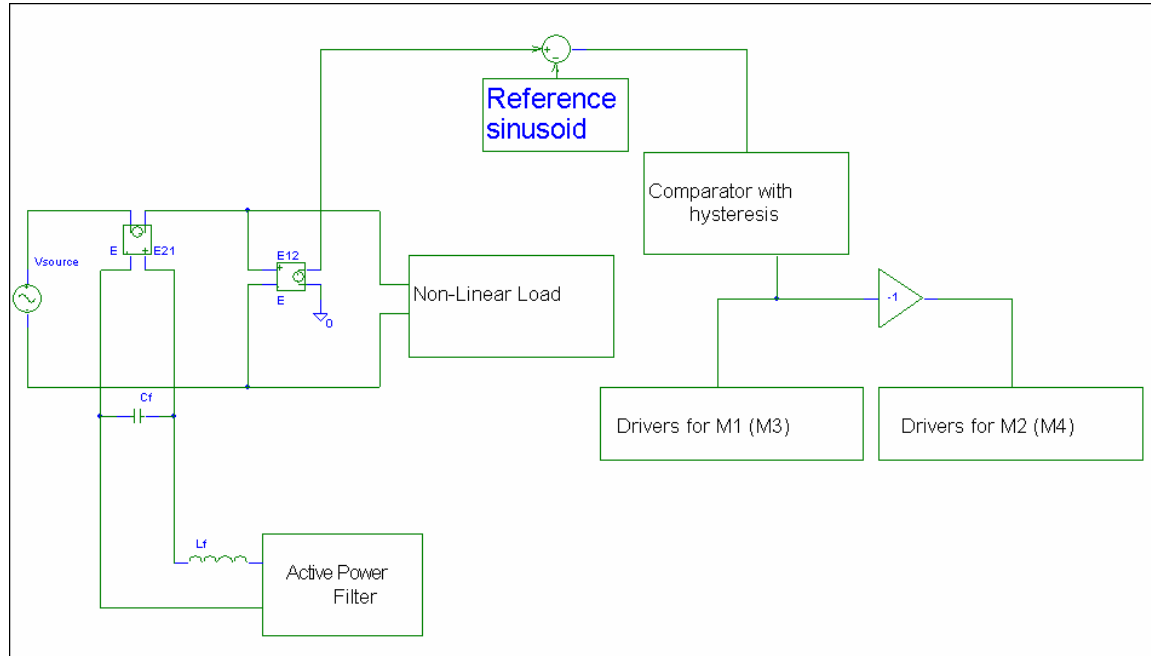 +
−
Reference
sinusoid
Comparator with
hysteresis
E
E21
E12
Vsource
+
E
0
Non-Linear Load
-1
Cf
Drivers for M1 (M3)
Drivers for M2 (M4)
Lf
Active Power
Filter